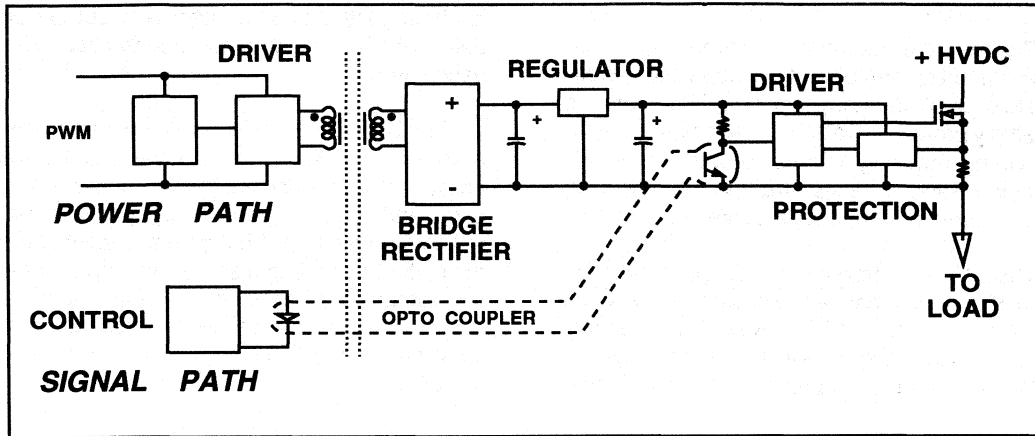 DRIVER
REGULATOR
DRIVER
+ HVDC
PWM
+
-
+
+
POWER PATH
BRIDGE
RECTIFIER
PROTECTION
TO
LOAD
CONTROL
OPTO COUPLER
SIGNAL PATH